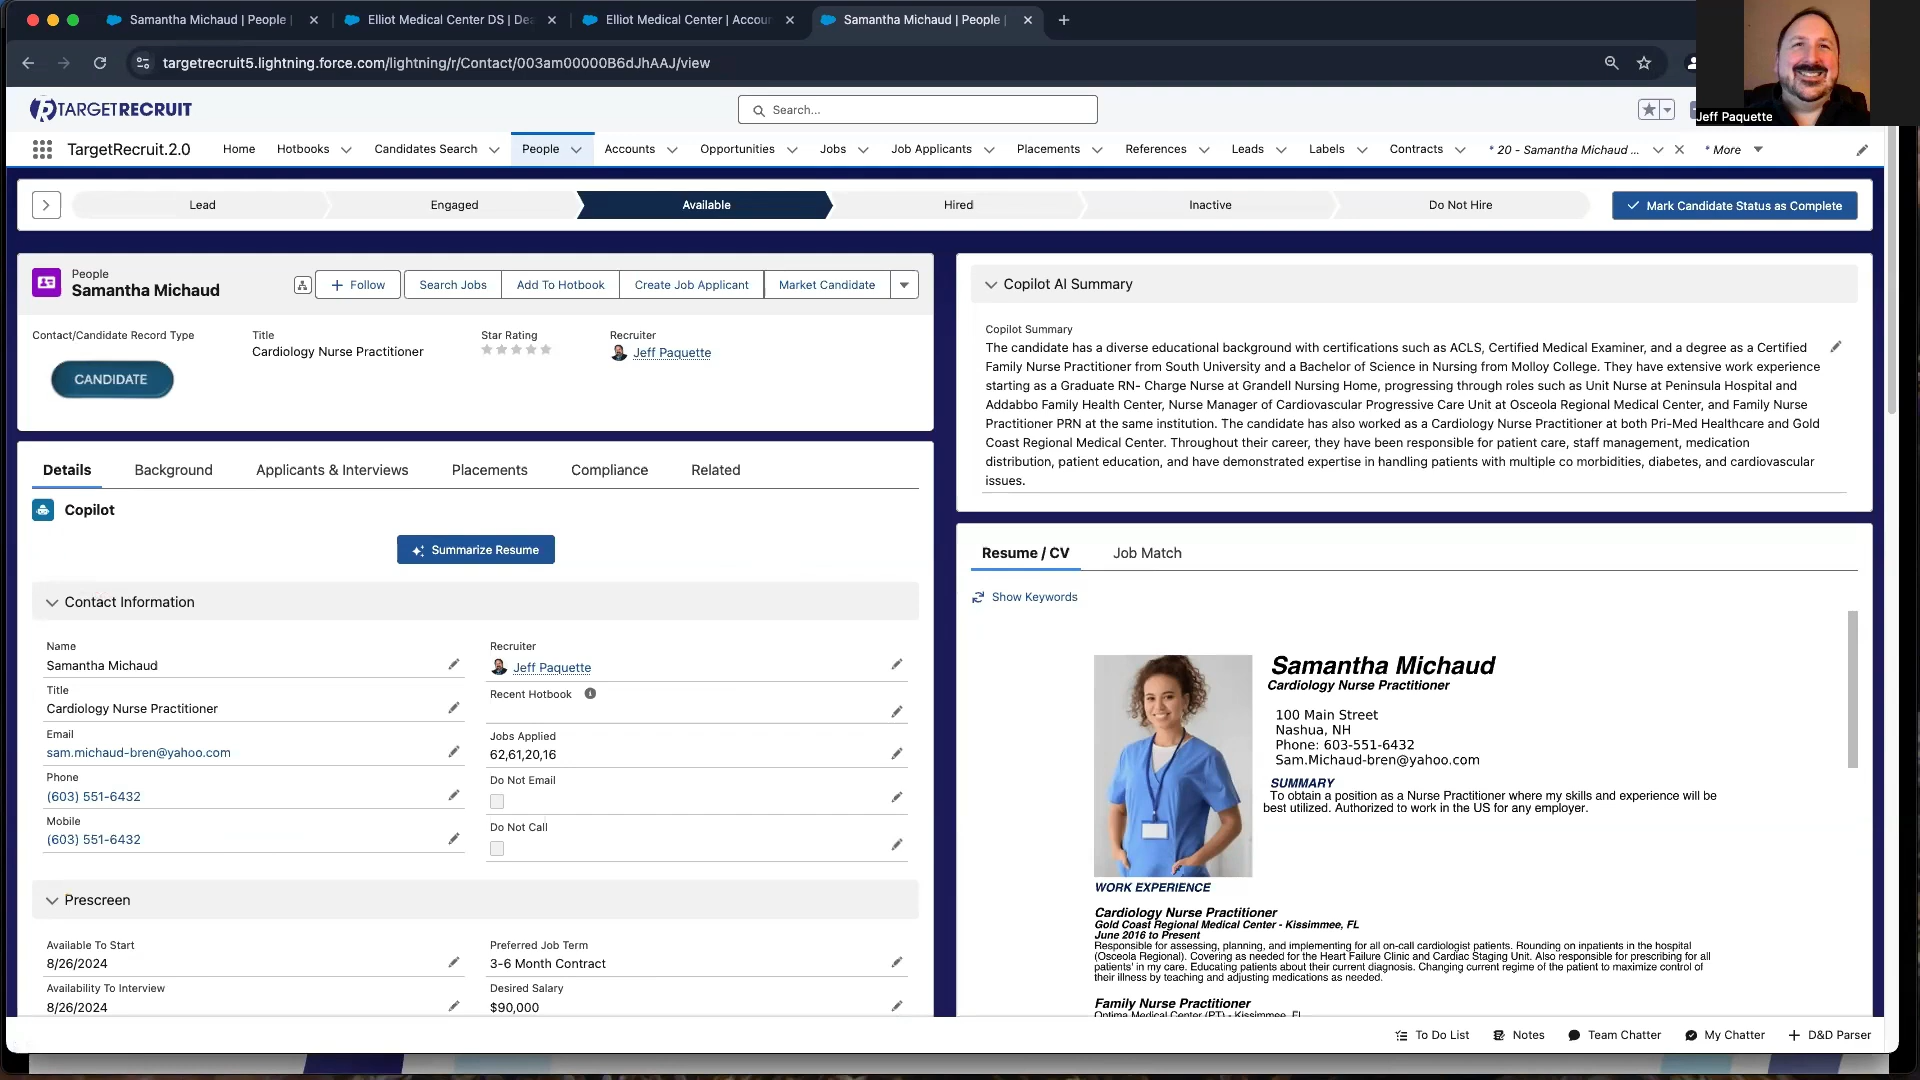 Samantha Michaud | People |
Elliot Medical Center DS | Dea
Elliot Medical Center | Accou
Samantha Michaud | People |
targetrecruit5.lightning.force.com/lightning/r/Contact/003am00000B6dJhAAJ/view
Jeff Paquette
TARGETRECRUIT
Search...
TargetRecruit.2.0
Home
Hotbooks
Candidates Search
People
Accounts
Opportunities
Jobs
Job Applicants
Placements
References
Leads
Labels
Contracts
* 20 - Samantha Michaud ...
* More
Lead
Engaged
Available
Hired
Inactive
Do Not Hire
Mark Candidate Status as Complete
People
Samantha Michaud
Follow
Search Jobs
Add To Hotbook
Create Job Applicant
Market Candidate
Contact/Candidate Record Type
CANDIDATE
Title
Cardiology Nurse Practitioner
Star Rating
Recruiter
Jeff Paquette
Details
Background
Applicants & Interviews
Placements
Compliance
Related
Copilot
Summarize Resume
Contact Information
Name
Samantha Michaud
Title
Cardiology Nurse Practitioner
Email
sam.michaud-bren@yahoo.com
Phone
(603) 551-6432
Mobile
(603) 551-6432
Recruiter
Jeff Paquette
Recent Hotbook
Jobs Applied
62,61,20,16
Do Not Email
Do Not Call
Prescreen
Available To Start
8/26/2024
Availability To Interview
8/26/2024
Preferred Job Term
3-6 Month Contract
Desired Salary
$90,000
Copilot AI Summary
Copilot Summary
The candidate has a diverse educational background with certifications such as ACLS, Certified Medical Examiner, and a degree as a Certified
Family Nurse Practitioner from South University and a Bachelor of Science in Nursing from Molloy College. They have extensive work experience
starting as a Graduate RN- Charge Nurse at Grandell Nursing Home, progressing through roles such as Unit Nurse at Peninsula Hospital and
Addabbo Family Health Center, Nurse Manager of Cardiovascular Progressive Care Unit at Osceola Regional Medical Center, and Family Nurse
Practitioner PRN at the same institution. The candidate has also worked as a Cardiology Nurse Practitioner at both Pri-Med Healthcare and Gold
Coast Regional Medical Center. Throughout their career, they have been responsible for patient care, staff management, medication
distribution, patient education, and have demonstrated expertise in handling patients with multiple co morbidities, diabetes, and cardiovascular
issues.
Resume / CV
Job Match
Show Keywords
Samantha Michaud
Cardiology Nurse Practitioner
100 Main Street
Nashua, NH
Phone: 603-551-6432
Sam.Michaud-bren@yahoo.com
SUMMARY
To obtain a position as a Nurse Practitioner where my skills and experience will be
best utilized. Authorized to work in the US for any employer.
WORK EXPERIENCE
Cardiology Nurse Practitioner
Gold Coast Regional Medical Center - Kissimmee, FL
June 2016 to Present
Responsible for assessing, planning, and implementing for all on-call cardiologist patients. Rounding on inpatients in the hospital
(Osceola Regional). Covering as needed for the Heart Failure Clinic and Cardiac Staging Unit. Also responsible for prescribing for all
patients' in my care. Educating patients about their current diagnosis. Changing current regime of the patient to maximize control of
their illness by teaching and adjusting medications as needed.
Family Nurse Practitioner
Optima Medical Center (PT) - Kissimmee, FL
To Do List
Notes
Team Chatter
My Chatter
D&D Parser